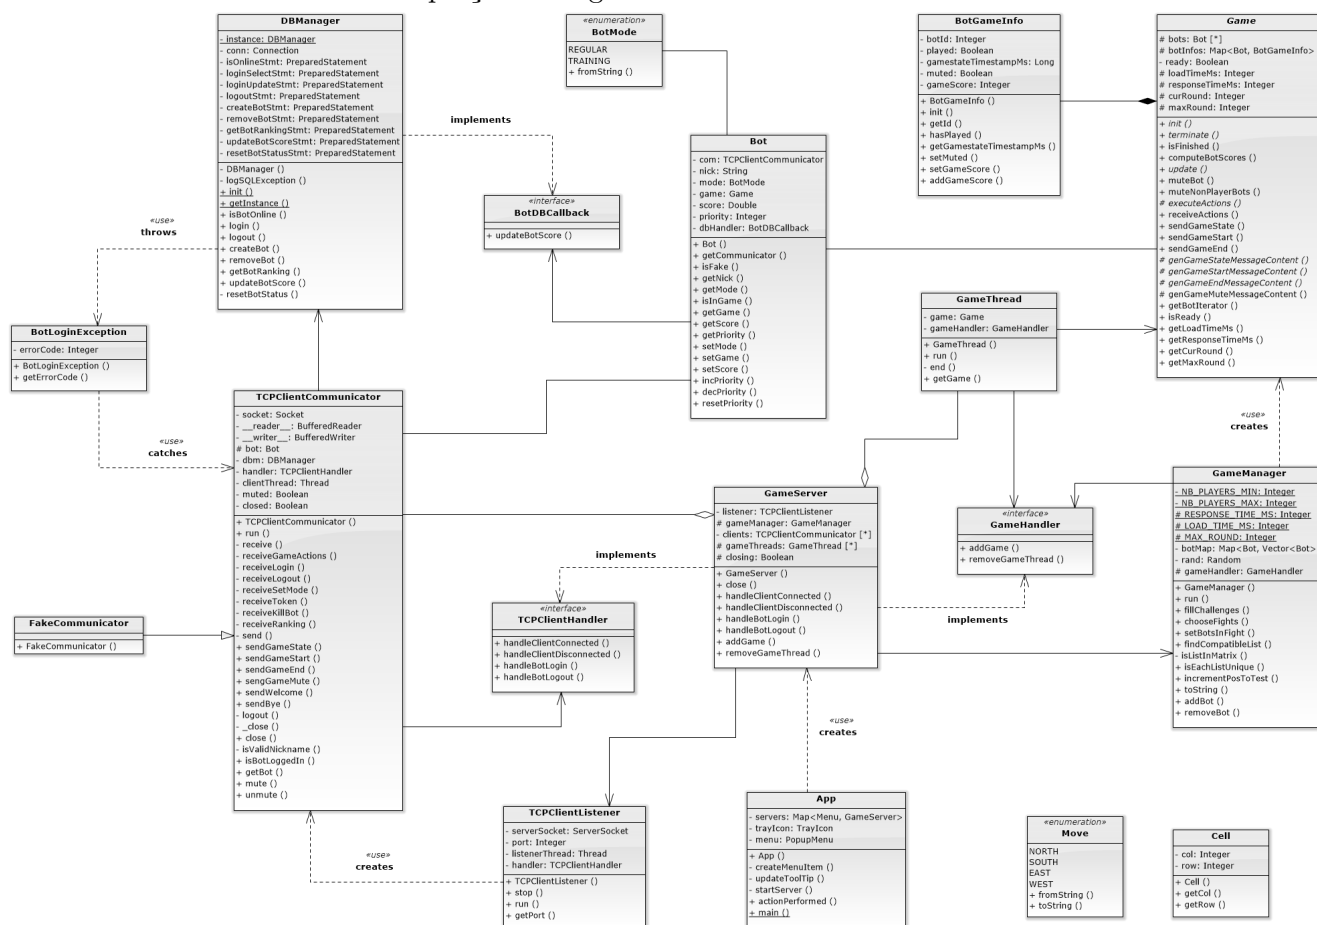 DBManager
- instance: DBManager
- conn: Connection
- isOnlineStmt: PreparedStatement
- loginSelectStmt: PreparedStatement
- loginUpdateStmt: PreparedStatement
- logoutStmt: PreparedStatement
- createBotStmt: PreparedStatement
- removeBotStmt: PreparedStatement
- getBotRankingStmt: PreparedStatement
- updateBotScoreStmt: PreparedStatement
- resetBotStatusStmt: PreparedStatement
- DBManager ()
- logSQLException ()
+ init ()
+ getInstance ()
+ isBotOnline ()
+ login ()
+ logout ()
+ createBot ()
+ removeBot ()
+ getBotRanking ()
+ updateBotScore ()
- resetBotStatus ()
«enumeration»
BotMode
REGULAR
TRAINING
+ fromString ()
BotGameInfo
- botId: Integer
- played: Boolean
- gamestateTimestampMs: Long
- muted: Boolean
- gameScore: Integer
+ BotGameInfo ()
+ init ()
+ getId ()
+ hasPlayed ()
+ getGamestateTimestampMs ()
+ setMuted ()
+ setGameScore ()
+ addGameScore ()
Game
# bots: Bot [*]
# botInfos: Map<Bot, BotGameInfo>
- ready: Boolean
# loadTimeMs: Integer
# responseTimeMs: Integer
# curRound: Integer
# maxRound: Integer
+ init ()
+ terminate ()
+ isFinished ()
+ computeBotScores ()
+ update ()
+ muteBot ()
+ muteNonPlayerBots ()
# executeActions ()
+ receiveActions ()
+ sendGameState ()
+ sendGameStart ()
+ sendGameEnd ()
# genGameStateMessageContent ()
# genGameStartMessageContent ()
# genGameEndMessageContent ()
# genGameMuteMessageContent ()
+ getBotIterator ()
+ isReady ()
+ getLoadTimeMs ()
+ getResponseTimeMs ()
+ getCurRound ()
+ getMaxRound ()
implements
Bot
- com: TCPClientCommunicator
- nick: String
- mode: BotMode
- game: Game
- score: Double
- priority: Integer
- dbHandler: BotDBCallback
+ Bot ()
+ getCommunicator ()
+ isFake ()
+ getNick ()
+ getMode ()
+ isInGame ()
+ getGame ()
+ getScore ()
+ getPriority ()
+ setMode ()
+ setGame ()
+ setScore ()
+ incPriority ()
+ decPriority ()
+ resetPriority ()
«interface»
BotDBCallback
+ updateBotScore ()
«use»
throws
BotLoginException
- errorCode: Integer
+ BotLoginException ()
+ getErrorCode ()
«use»
catches
GameThread
- game: Game
- gameHandler: GameHandler
+ GameThread ()
+ run ()
- end ()
+ getGame ()
«use»
creates
TCPClientCommunicator
- socket: Socket
- __reader__: BufferedReader
- __writer__: BufferedWriter
# bot: Bot
- dbm: DBManager
- handler: TCPClientHandler
- clientThread: Thread
- muted: Boolean
- closed: Boolean
+ TCPClientCommunicator ()
+ run ()
- receive ()
- receiveGameActions ()
- receiveLogin ()
- receiveLogout ()
- receiveSetMode ()
- receiveToken ()
- receiveKillBot ()
- receiveRanking ()
- send ()
+ sendGameState ()
+ sendGameStart ()
+ sendGameEnd ()
+ sengGameMute ()
+ sendWelcome ()
+ sendBye ()
- logout ()
- _close ()
+ close ()
- isValidNickname ()
+ isBotLoggedIn ()
+ getBot ()
+ mute ()
+ unmute ()
FakeCommunicator
+ FakeCommunicator ()
implements
«interface»
TCPClientHandler
+ handleClientConnected ()
+ handleClientDisconnected ()
+ handleBotLogin ()
+ handleBotLogout ()
GameServer
- listener: TCPClientListener
# gameManager: GameManager
- clients: TCPClientCommunicator [*]
# gameThreads: GameThread [*]
# closing: Boolean
+ GameServer ()
+ close ()
+ handleClientConnected ()
+ handleClientDisconnected ()
+ handleBotLogin ()
+ handleBotLogout ()
+ addGame ()
+ removeGameThread ()
«interface»
GameHandler
+ addGame ()
+ removeGameThread ()
implements
GameManager
- NB_PLAYERS_MIN: Integer
- NB_PLAYERS_MAX: Integer
# RESPONSE_TIME_MS: Integer
# LOAD_TIME_MS: Integer
# MAX_ROUND: Integer
- botMap: Map<Bot, Vector<Bot>
- rand: Random
# gameHandler: GameHandler
+ GameManager ()
+ run ()
+ fillChallenges ()
+ chooseFights ()
+ setBotsInFight ()
+ findCompatibleList ()
- isListInMatrix ()
+ isEachListUnique ()
+ incrementPosToTest ()
+ toString ()
+ addBot ()
+ removeBot ()
«use»
creates
TCPClientListener
- serverSocket: ServerSocket
- port: Integer
- listenerThread: Thread
- handler: TCPClientHandler
+ TCPClientListener ()
+ stop ()
+ run ()
+ getPort ()
«use»
creates
App
- servers: Map<Menu, GameServer>
- trayIcon: TrayIcon
- menu: PopupMenu
+ App ()
- createMenuItem ()
- updateToolTip ()
- startServer ()
+ actionPerformed ()
+ main ()
«enumeration»
Move
NORTH
SOUTH
EAST
WEST
+ fromString ()
+ toString ()
Cell
- col: Integer
- row: Integer
+ Cell ()
+ getCol ()
+ getRow ()